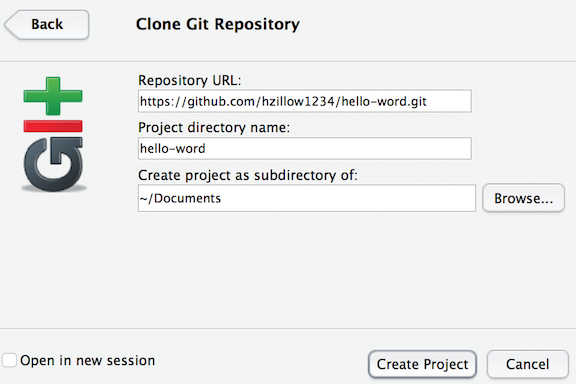 Back
Clone Git Repository
git
Repository URL:
https://github.com/hzillow1234/hello-word.git
Project directory name:
hello-word
Create project as subdirectory of:
~/Documents
Browse...
Open in new session
Create Project
Cancel